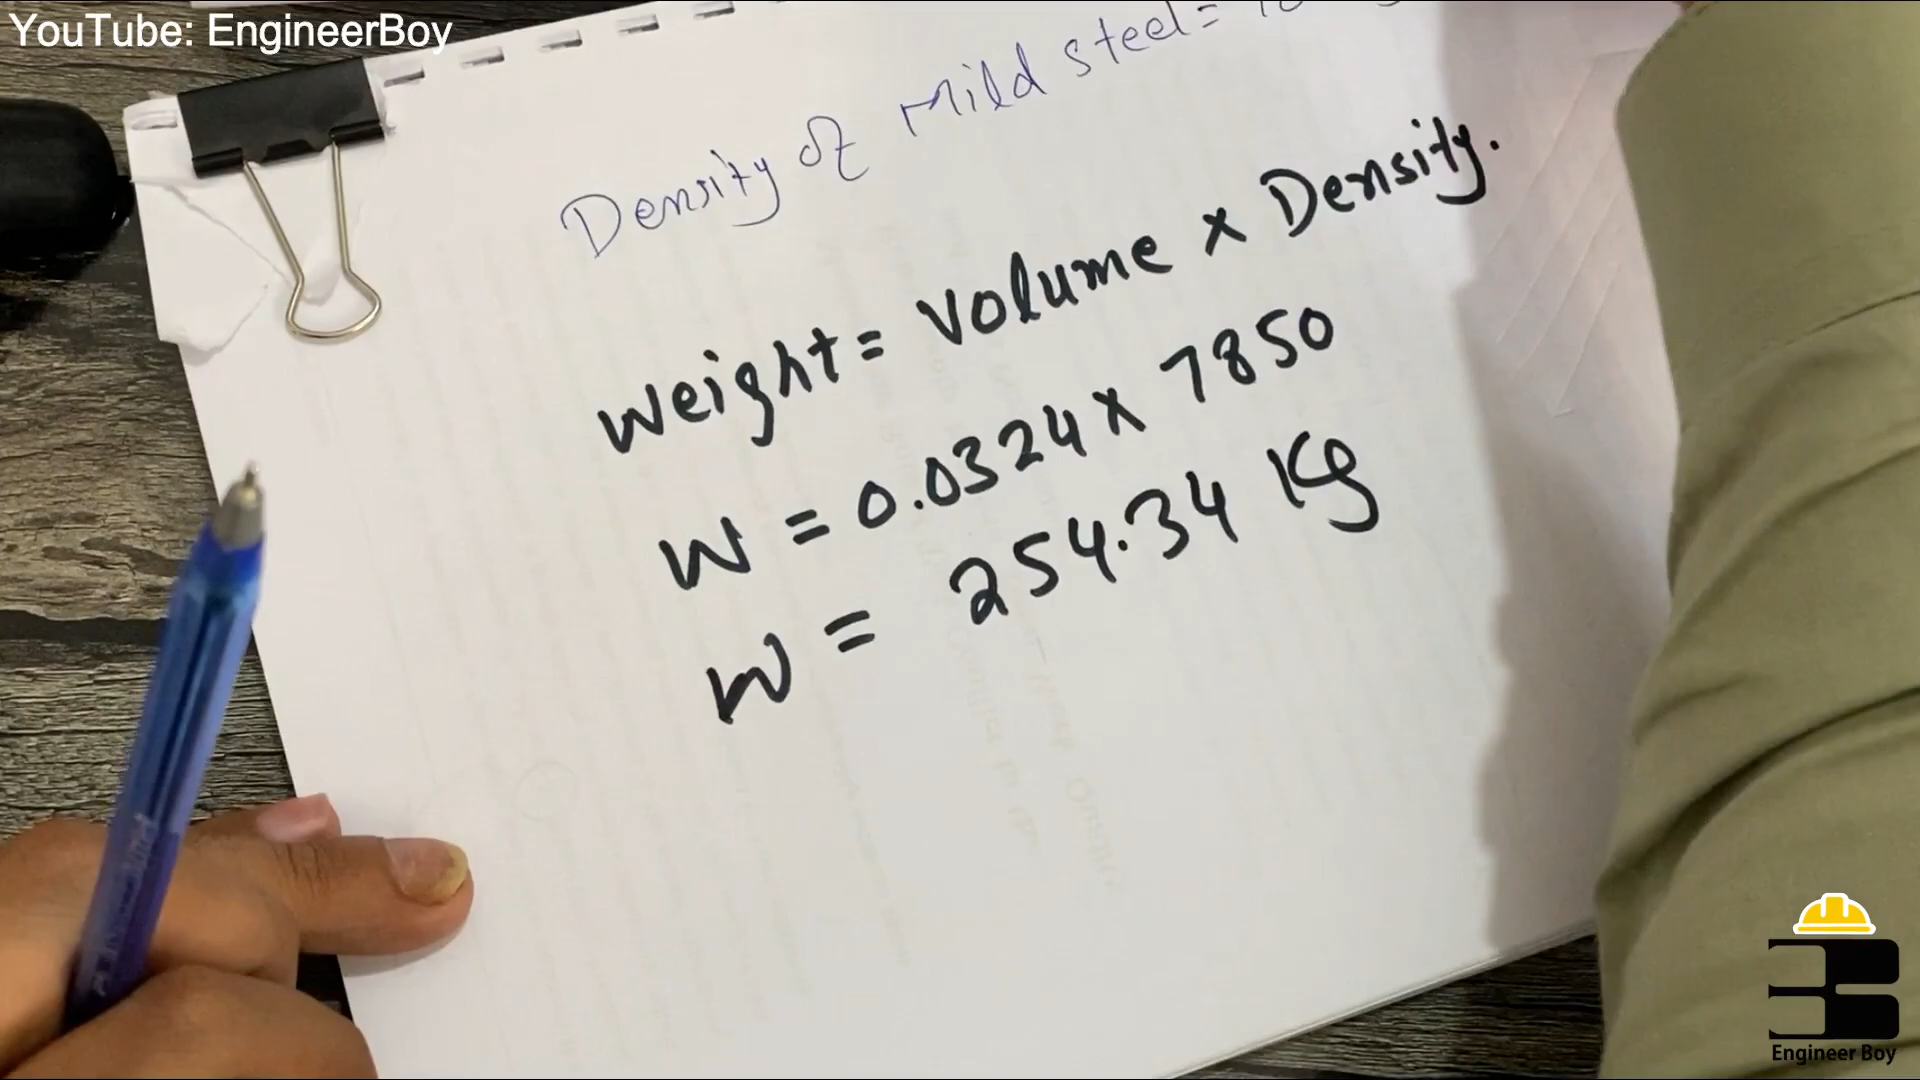 YouTube: EngineerBoy
Density of Mild steel =
Weight = Volume × Density.
W = 0.0324 × 7850
W = 254.34 Kg
Engineer Boy